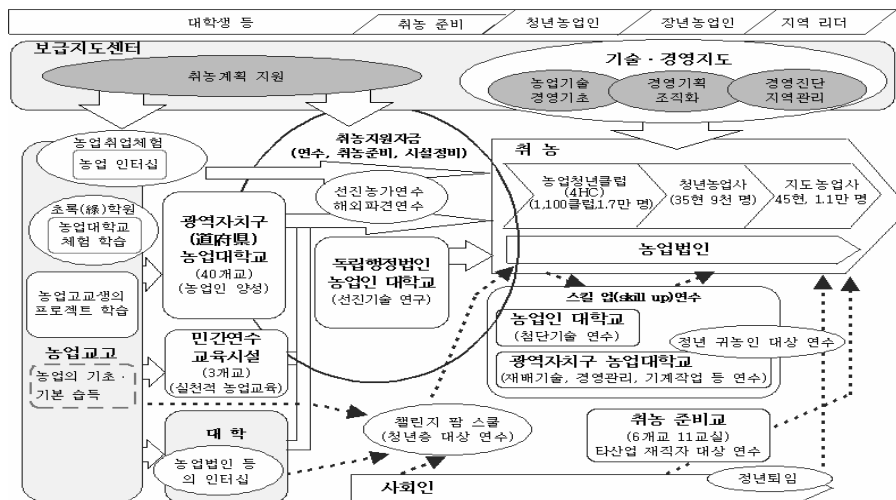 대학생 등
취농 준비
청년농업인
장년농업인
지역 리더
보급지도센터
취농계획 지원
기술·경영지도
농업기술
경영기초
경영기획
조직화
경영진단
지역관리
농업취업체험
농업 인터십
초록(綠)학원
농업대학교
체험 학습
농업고교생의
프로젝트 학습
농업교고
농업의 기초·
기본 습득
광역자치구
(道府県)
농업대학교
(40개교)
(농업인 양성)
민간연수
교육시설
(3개교)
(실천적 농업교육)
대 학
농업법인 등
의 인터십
취농지원자금
(연수, 취농준비, 시설정비)
선진농가연수
해외파견연수
독립행정법인
농업인 대학교
(선진기술 연구)
챌린지 팜 스쿨
(청년층 대상 연수)
취 농
농업청년클럽
(4HC)
(1,100클럽,1.7만 명)
청년농업사
(35현 9천 명)
지도농업사
45현, 1.1만 명)
농업법인
스킬 업(skill up)연수
농업인 대학교
(첨단기술 연수)
광역자치구 농업대학교
(재배기술, 경영관리, 기계작업 등 연수)
정년 귀농인 대상 연수
취농 준비교
(6개교 11교실)
타산업 재직자 대상 연수
사회인
정년퇴임